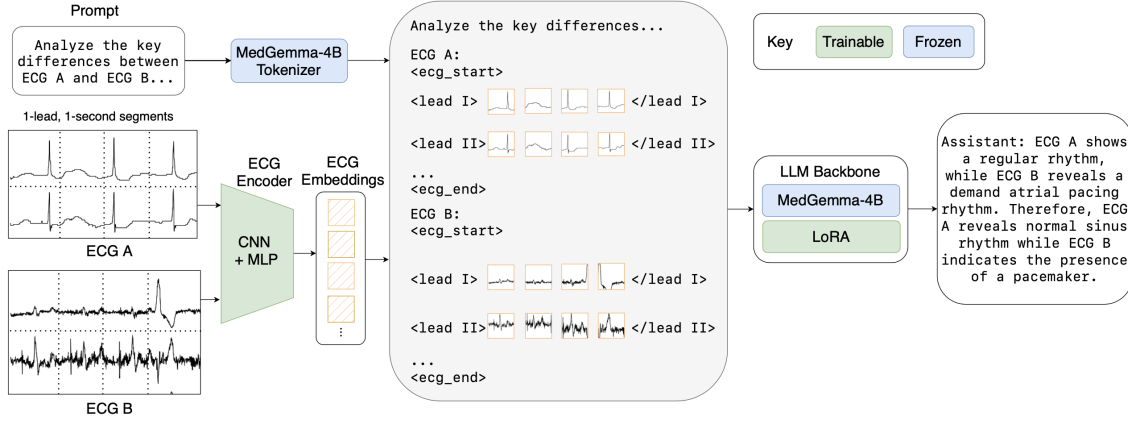 Prompt
Analyze the key
differences between
ECG A and ECG B...
MedGemma-4B
Tokenizer
1-lead, 1-second segments
ECG A
ECG B
ECG
Encoder
CNN
+ MLP
ECG
Embeddings
Analyze the key differences...
ECG A:
<ecg_start>
<lead I> </lead I>
<lead II> </lead II>
...
<ecg_end>
ECG B:
<ecg_start>
<lead I> </lead I>
<lead II> </lead II>
...
<ecg_end>
Key
Trainable
Frozen
LLM Backbone
MedGemma-4B
LoRA
Assistant: ECG A shows
a regular rhythm,
while ECG B reveals a
demand atrial pacing
rhythm. Therefore, ECG
A reveals normal sinus
rhythm while ECG B
indicates the presence
of a pacemaker.